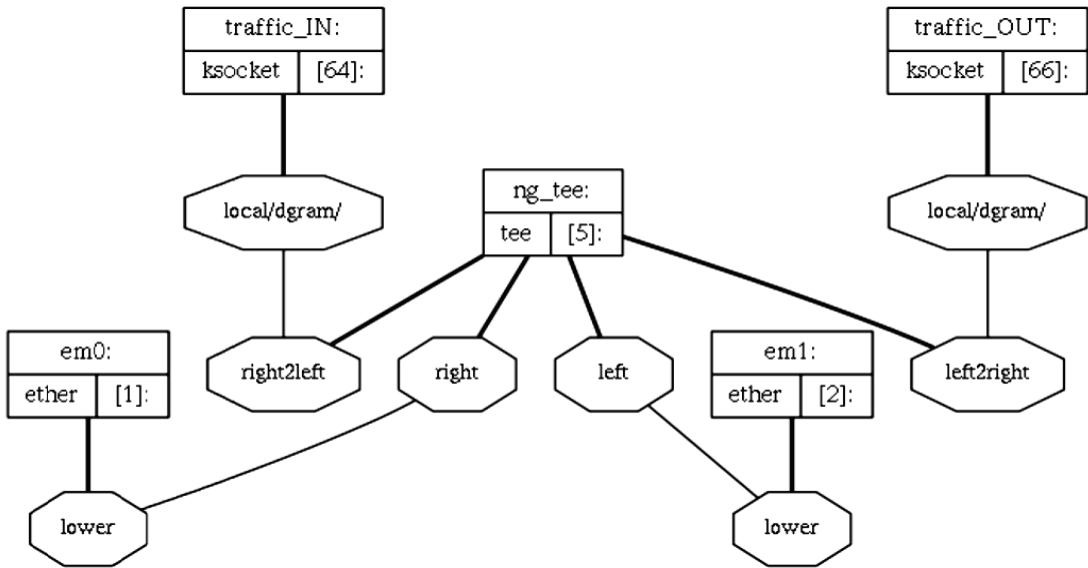 traffic_IN:
ksocket [64]:
traffic_OUT:
ksocket [66]:
local/dgram/
ng_tee:
tee [5]:
local/dgram/
em0:
ether [1]:
right2left
right
left
em1:
ether [2]:
left2right
lower
lower